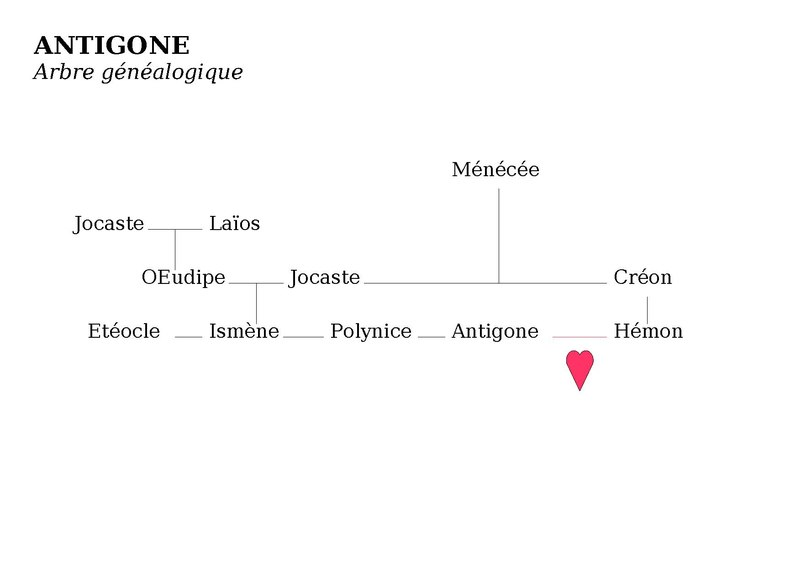 ANTIGONE
Arbre généalogique
Ménécée
Jocaste Laïos
OEudipe Jocaste Créon
Etéocle Ismène Polynice Antigone Hémon